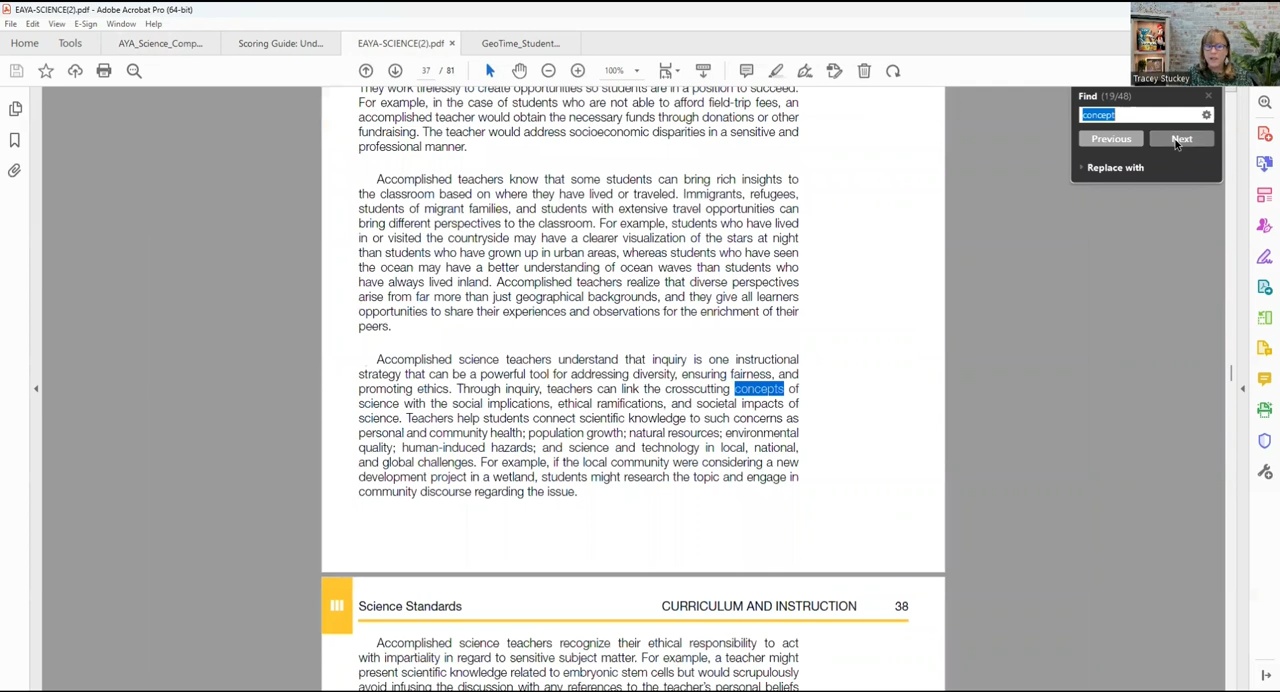 EAYA-SCIENCE(2).pdf - Adobe Acrobat Pro (64-bit)
File Edit View E-Sign Window Help
Home Tools AYA_Science_Comp... Scoring Guide: Und... EAYA-SCIENCE(2).pdf × GeoTime_Student...
37 / 81 100%
Tracey Stuckey
Find (19/48)
concept
Previous Next
Replace with
They work tirelessly to create opportunities so students are in a position to succeed.
For example, in the case of students who are not able to afford field-trip fees, an
accomplished teacher would obtain the necessary funds through donations or other
fundraising. The teacher would address socioeconomic disparities in a sensitive and
professional manner.
Accomplished teachers know that some students can bring rich insights to
the classroom based on where they have lived or traveled. Immigrants, refugees,
students of migrant families, and students with extensive travel opportunities can
bring different perspectives to the classroom. For example, students who have lived
in or visited the countryside may have a clearer visualization of the stars at night
than students who have grown up in urban areas, whereas students who have seen
the ocean may have a better understanding of ocean waves than students who
have always lived inland. Accomplished teachers realize that diverse perspectives
arise from far more than just geographical backgrounds, and they give all learners
opportunities to share their experiences and observations for the enrichment of their
peers.
Accomplished science teachers understand that inquiry is one instructional
strategy that can be a powerful tool for addressing diversity, ensuring fairness, and
promoting ethics. Through inquiry, teachers can link the crosscutting concepts of
science with the social implications, ethical ramifications, and societal impacts of
science. Teachers help students connect scientific knowledge to such concerns as
personal and community health; population growth; natural resources; environmental
quality; human-induced hazards; and science and technology in local, national,
and global challenges. For example, if the local community were considering a new
development project in a wetland, students might research the topic and engage in
community discourse regarding the issue.
III Science Standards CURRICULUM AND INSTRUCTION 38
Accomplished science teachers recognize their ethical responsibility to act
with impartiality in regard to sensitive subject matter. For example, a teacher might
present scientific knowledge related to embryonic stem cells but would scrupulously
avoid infusing the discussion with any references to the teacher's personal beliefs